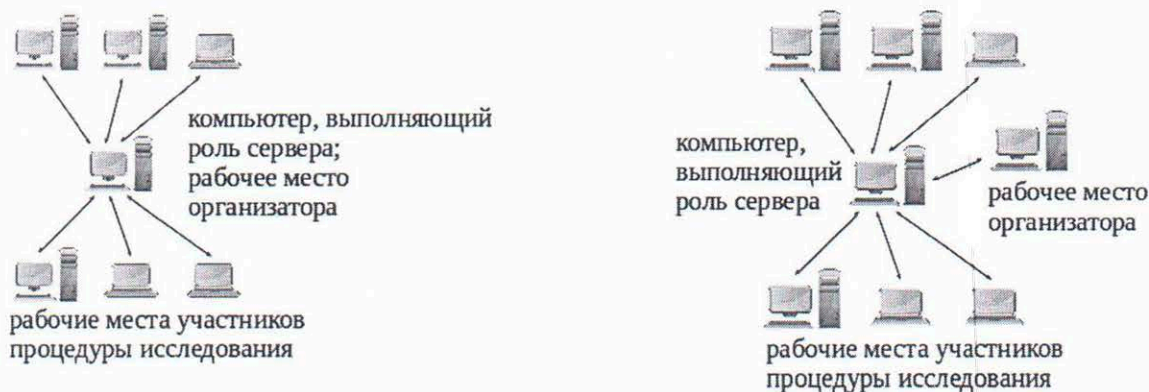 компьютер, выполняющий
роль сервера;
рабочее место
организатора
рабочие места участников
процедуры исследования
компьютер,
выполняющий
роль сервера
рабочее место
организатора
рабочие места участников
процедуры исследования